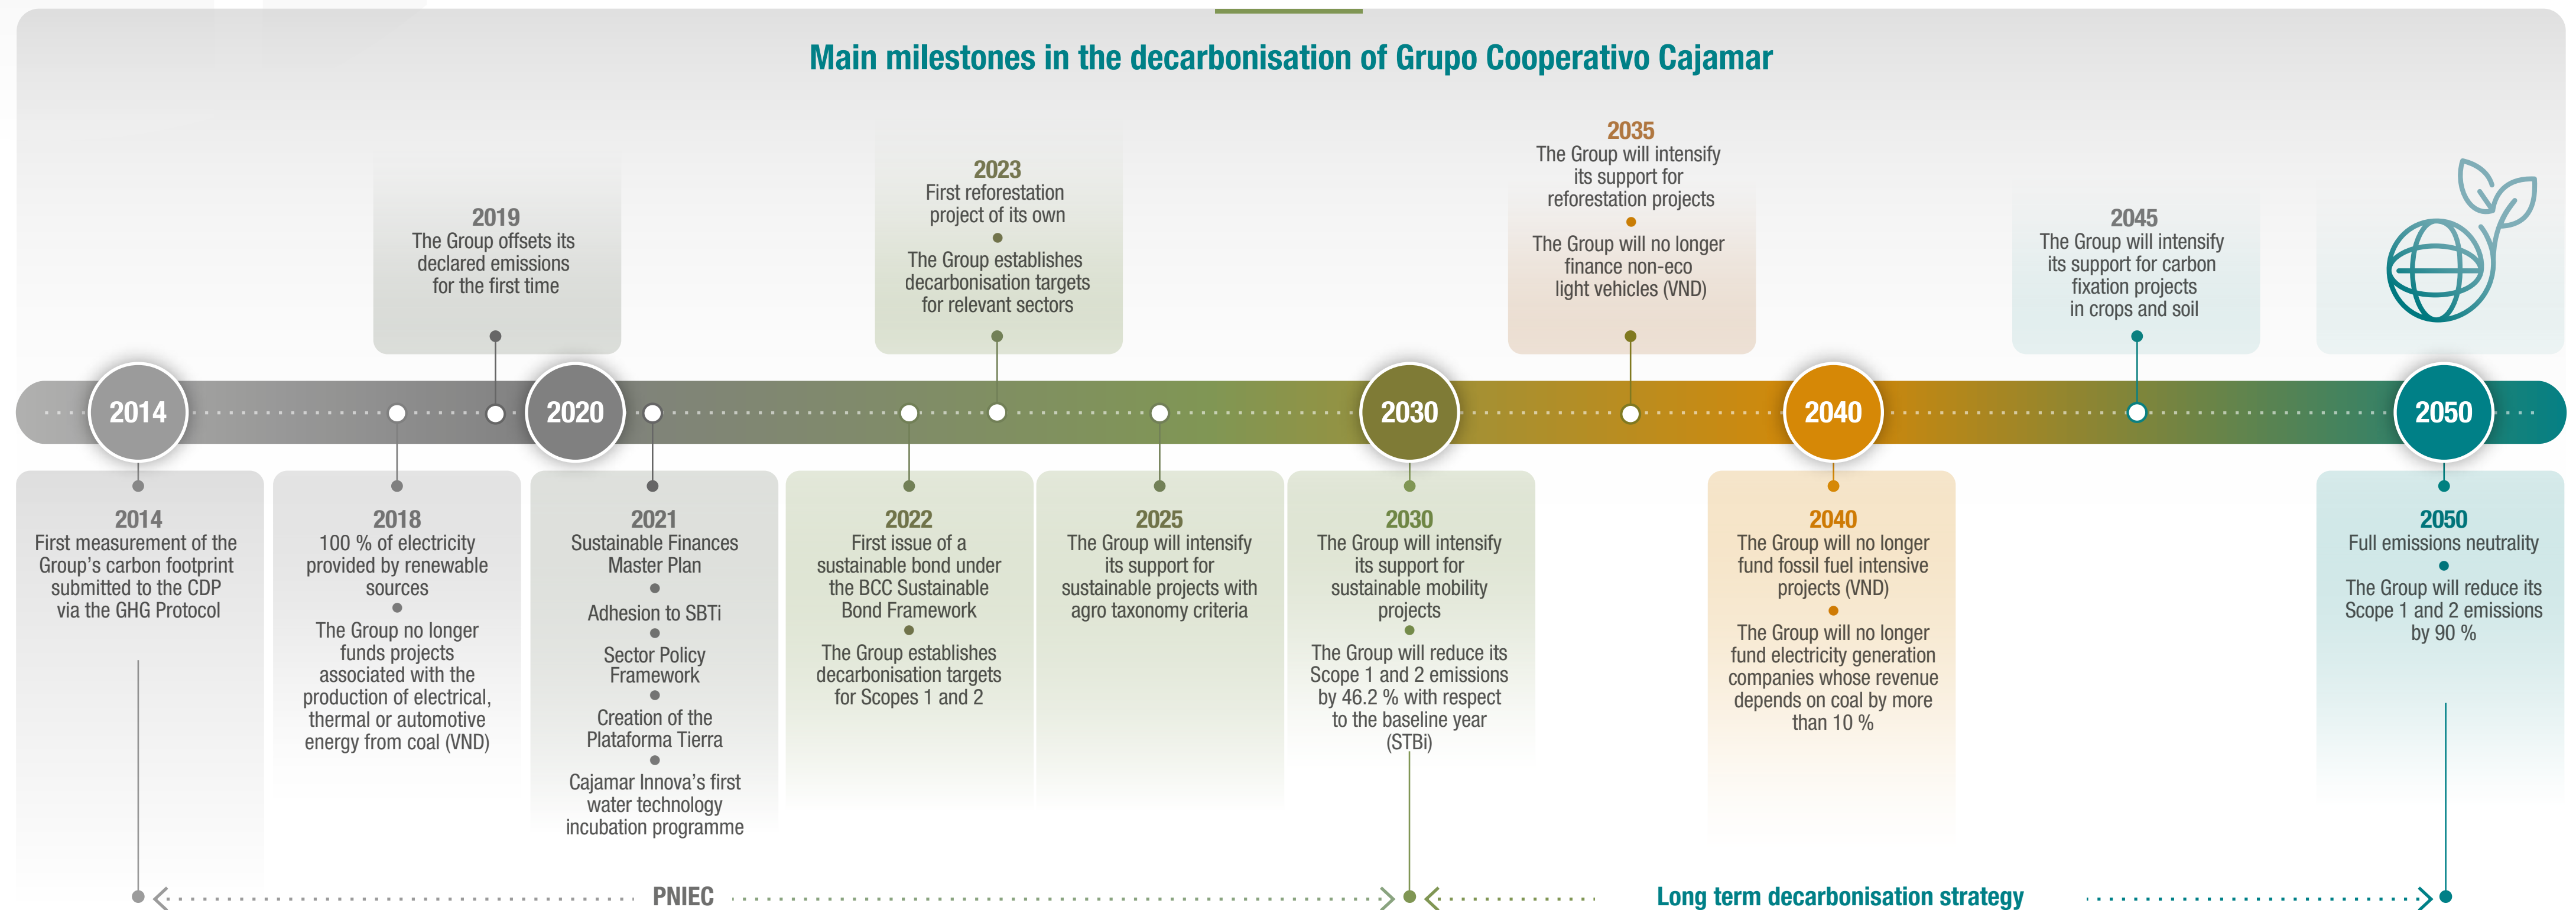 Main milestones in the decarbonisation of Grupo Cooperativo Cajamar
2019
The Group offsets its
declared emissions
for the first time
2023
First reforestation
project of its own
The Group establishes
decarbonisation targets
for relevant sectors
2035
The Group will intensify
its support for
reforestation projects
The Group will no longer
finance non-eco
light vehicles (VND)
2045
The Group will intensify
its support for carbon
fixation projects
in crops and soil
2014
2020
2030
2040
2050
2014
First measurement of the
Group's carbon footprint
submitted to the CDP
via the GHG Protocol
2018
100 % of electricity
provided by renewable
sources
The Group no longer
funds projects
associated with the
production of electrical,
thermal or automotive
energy from coal (VND)
2021
Sustainable Finances
Master Plan
Adhesion to SBTi
Sector Policy
Framework
Creation of the
Plataforma Tierra
Cajamar Innova's first
water technology
incubation programme
2022
First issue of a
sustainable bond under
the BCC Sustainable
Bond Framework
The Group establishes
decarbonisation targets
for Scopes 1 and 2
2025
The Group will intensify
its support for
sustainable projects with
agro taxonomy criteria
2030
The Group will intensify
its support for
sustainable mobility
projects
The Group will reduce its
Scope 1 and 2 emissions
by 46.2 % with respect
to the baseline year
(STBi)
2040
The Group will no longer
fund fossil fuel intensive
projects (VND)
The Group will no longer
fund electricity generation
companies whose revenue
depends on coal by more
than 10 %
2050
Full emissions neutrality
The Group will reduce its
Scope 1 and 2 emissions
by 90 %
PNIEC
Long term decarbonisation strategy